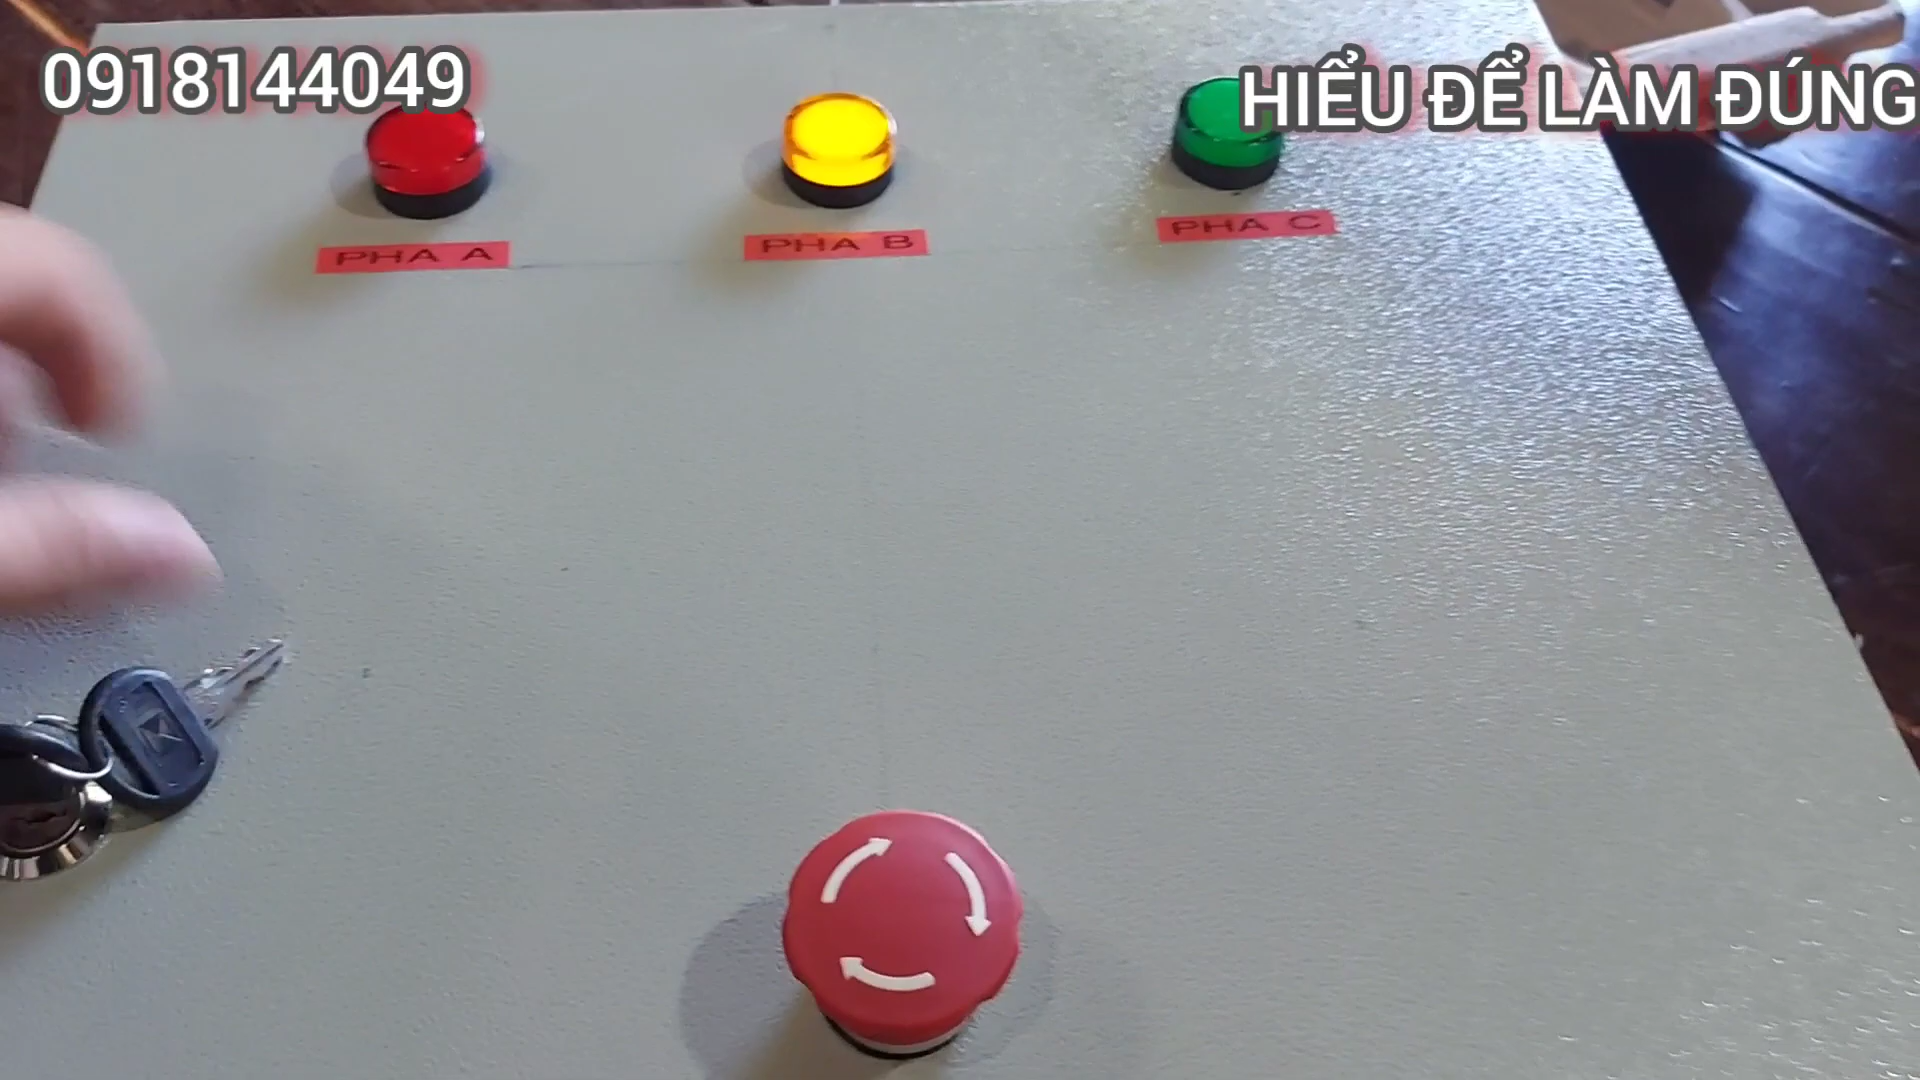 0918144049
HIỂU ĐỂ LÀM ĐÚNG
PHA A
PHA B
PHA C